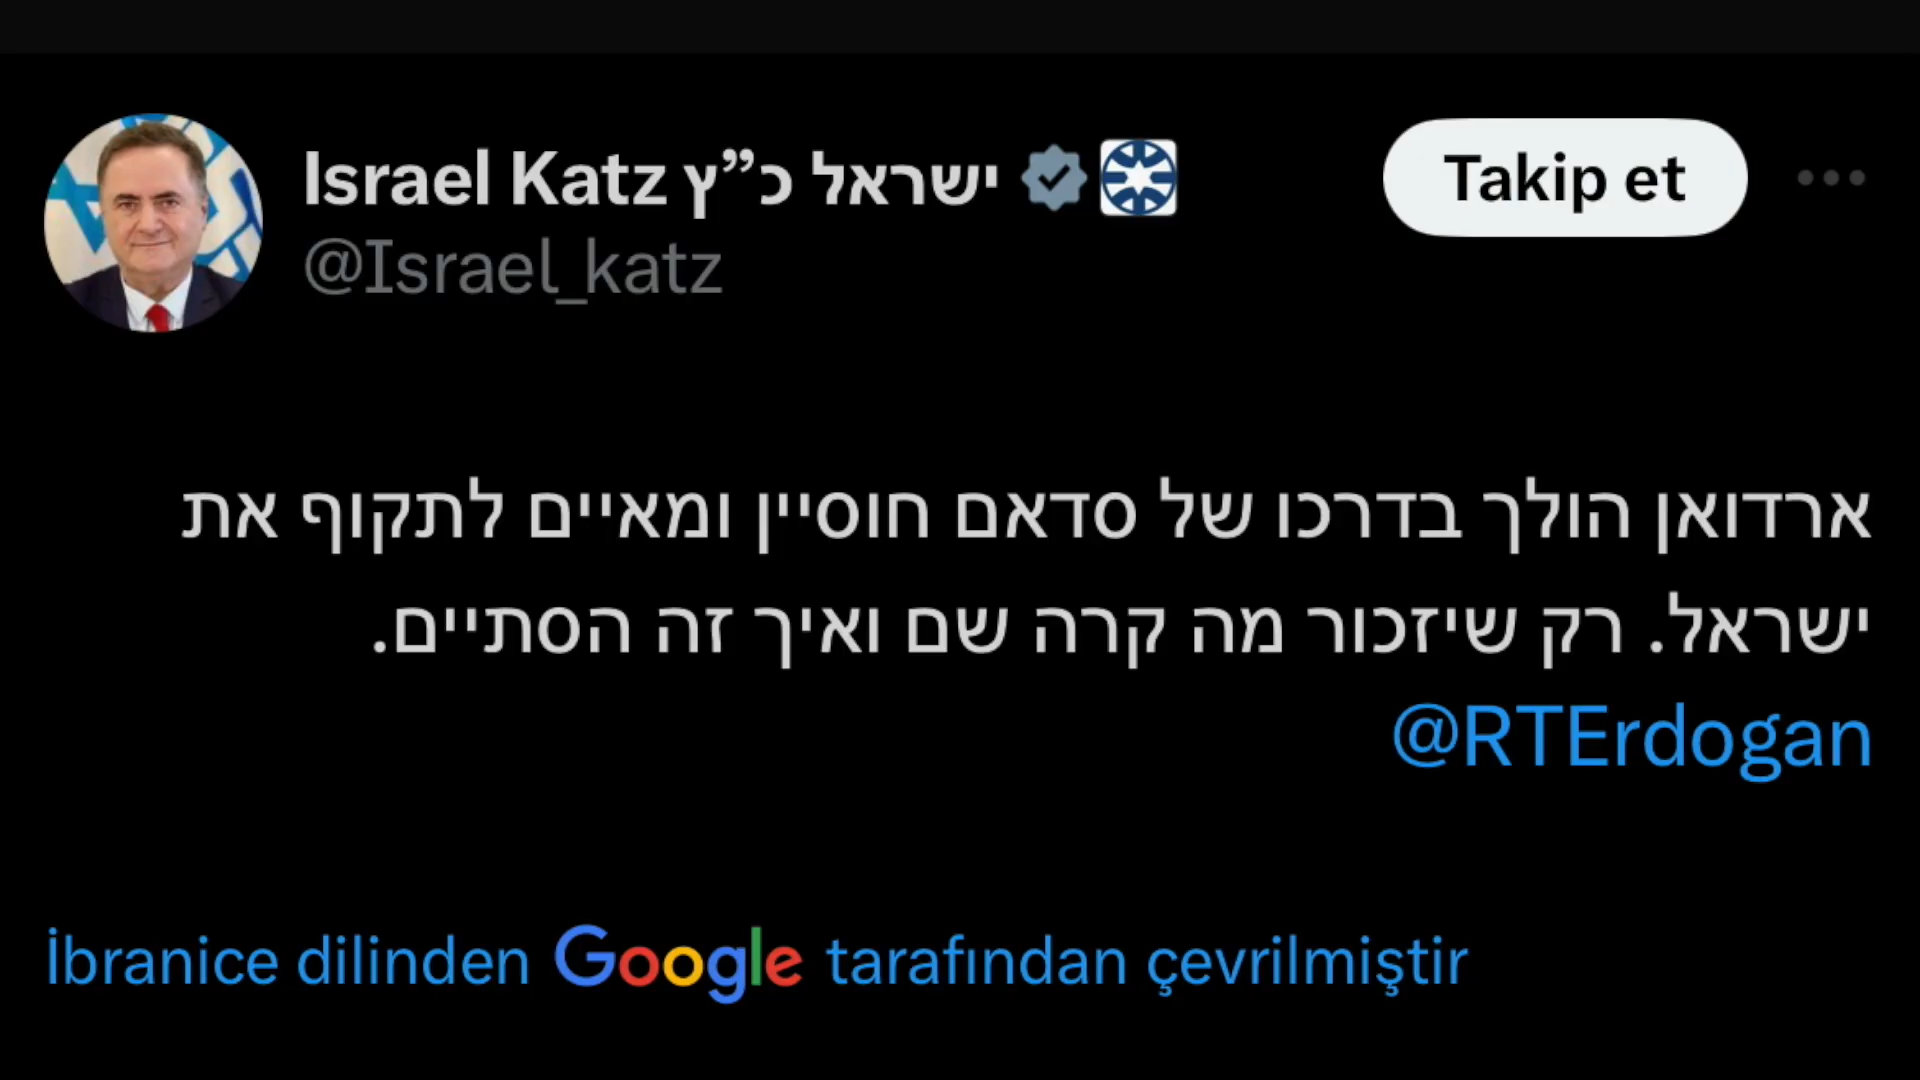 Israel Katz ישראל כ”ץ
Takip et
@Israel_katz
ארדואן הולך בדרכו של סדאם חוסיין ומאיים לתקוף את
ישראל. רק שיזכור מה קרה שם ואיך זה הסתיים.
@RTErdogan
İbranice dilinden Google tarafından çevrilmiştir